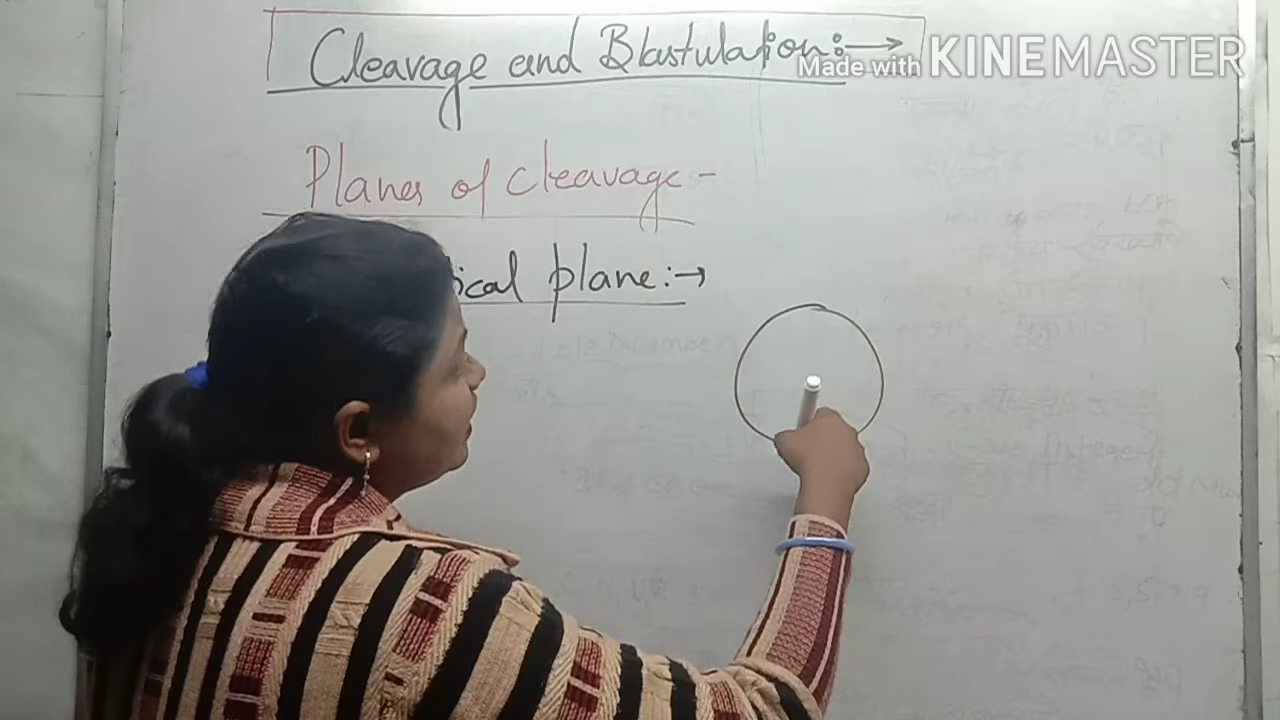 Cleavage and Blastulation:→
Made with KINEMASTER
Planes of cleavage-
ical plane:→